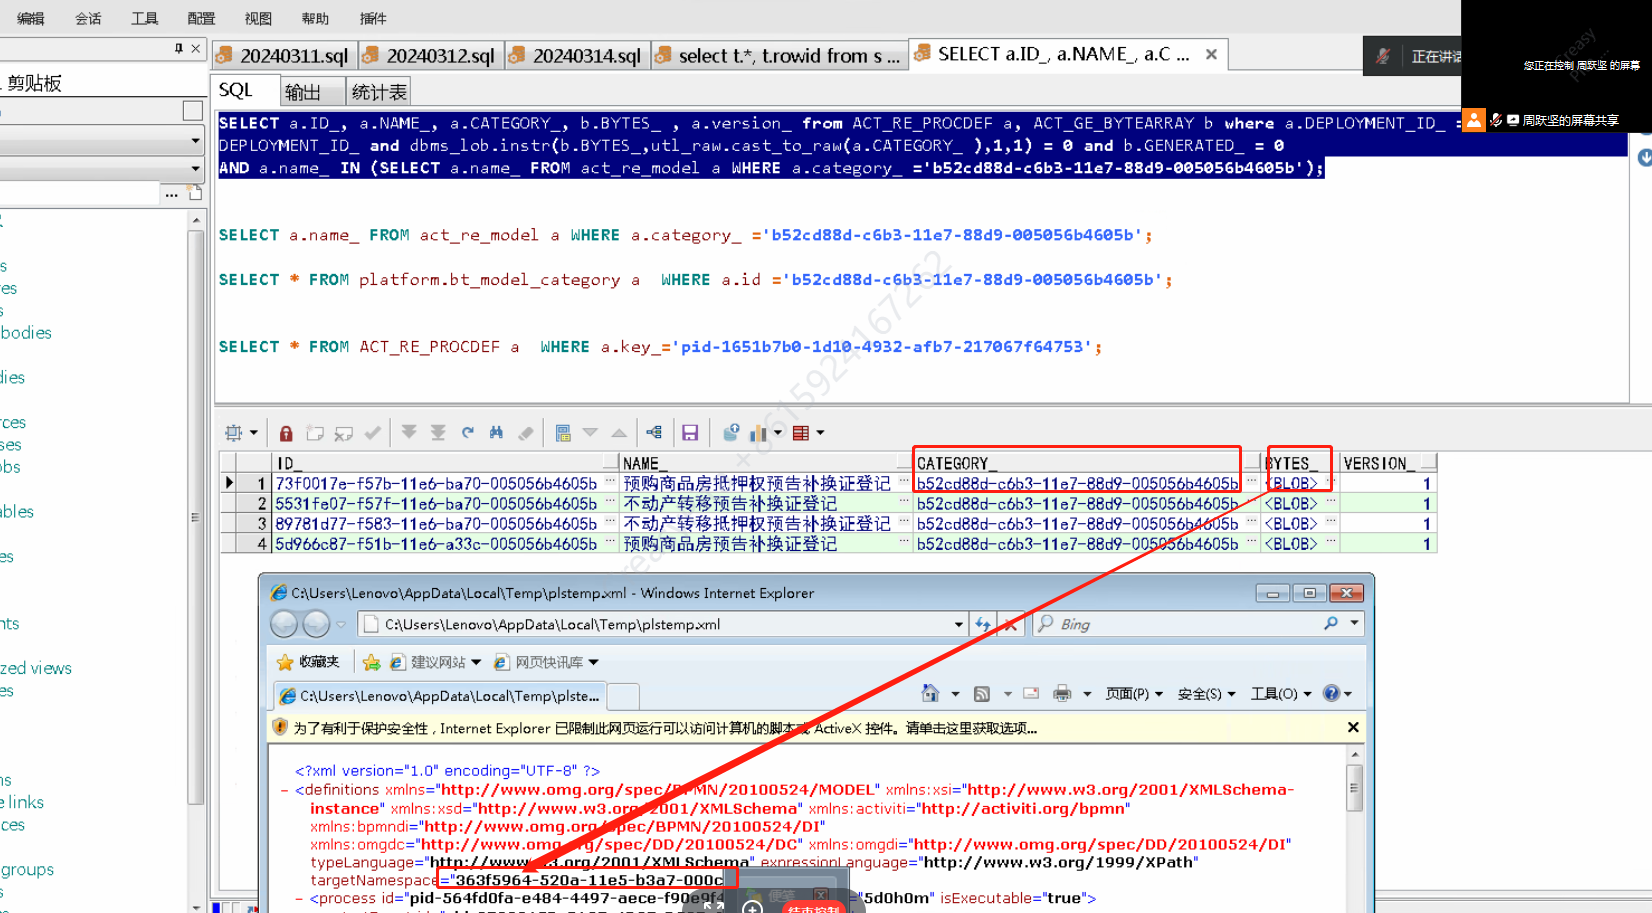 编辑 会话 工具 配置 视图 帮助 插件
剪贴板
20240311.sql 20240312.sql 20240314.sql select t.*, t.rowid from s ... SELECT a.ID_, a.NAME_, a.C ...
正在讲话
您正在控制 周跃坚 的屏幕
周跃坚的屏幕共享
SQL 输出 统计表
SELECT a.ID_, a.NAME_, a.CATEGORY_, b.BYTES_ , a.version_ from ACT_RE_PROCDEF a, ACT_GE_BYTEARRAY b where a.DEPLOYMENT_ID_ =
DEPLOYMENT_ID_ and dbms_lob.instr(b.BYTES_,utl_raw.cast_to_raw(a.CATEGORY_ ),1,1) = 0 and b.GENERATED_ = 0
AND a.name_ IN (SELECT a.name_ FROM act_re_model a WHERE a.category_ ='b52cd88d-c6b3-11e7-88d9-005056b4605b');
SELECT a.name_ FROM act_re_model a WHERE a.category_ ='b52cd88d-c6b3-11e7-88d9-005056b4605b';
SELECT * FROM platform.bt_model_category a WHERE a.id ='b52cd88d-c6b3-11e7-88d9-005056b4605b';
SELECT * FROM ACT_RE_PROCDEF a WHERE a.key_='pid-1651b7b0-1d10-4932-afb7-217067f64753';
+8615924167262
bodies
dies
zed views
links
groups
ID_ NAME_ CATEGORY_ BYTES_ VERSION_
1 73f0017e-f57b-11e6-ba70-005056b4605b 预购商品房抵押权预告补换证登记 b52cd88d-c6b3-11e7-88d9-005056b4605b <BLOB> 1
2 5531fe07-f57f-11e6-ba70-005056b4605b 不动产转移预告补换证登记 b52cd88d-c6b3-11e7-88d9-005056b4605b <BLOB> 1
3 89781d77-f583-11e6-ba70-005056b4605b 不动产转移抵押权预告补换证登记 b52cd88d-c6b3-11e7-88d9-005056b4605b <BLOB> 1
4 5d966c87-f51b-11e6-a33c-005056b4605b 预购商品房预告补换证登记 b52cd88d-c6b3-11e7-88d9-005056b4605b <BLOB> 1
C:\Users\Lenovo\AppData\Local\Temp\plstemp.xml - Windows Internet Explorer
C:\Users\Lenovo\AppData\Local\Temp\plstemp.xml Bing
收藏夹 建议网站 网页快讯库
C:\Users\Lenovo\AppData\Local\Temp\plste... 页面(P) 安全(S) 工具(O)
为了有利于保护安全性，Internet Explorer 已限制此网页运行可以访问计算机的脚本或 ActiveX 控件。请单击这里获取选项...
<?xml version="1.0" encoding="UTF-8" ?>
- <definitions xmlns="http://www.omg.org/spec/BPMN/20100524/MODEL" xmlns:xsi="http://www.w3.org/2001/XMLSchema-
instance" xmlns:xsd="http://www.w3.org/2001/XMLSchema" xmlns:activiti="http://activiti.org/bpmn"
xmlns:bpmndi="http://www.omg.org/spec/BPMN/20100524/DI"
xmlns:omgdc="http://www.omg.org/spec/DD/20100524/DC" xmlns:omgdi="http://www.omg.org/spec/DD/20100524/DI"
typeLanguage="http://www.w3.org/2001/XMLSchema" expressionLanguage="http://www.w3.org/1999/XPath"
targetNamespace="363f5964-520a-11e5-b3a7-000c
- <process id="pid-564fd0fa-e484-4497-aece-f90e9f4 5d0h0m" isExecutable="true">
便笺
结束控制